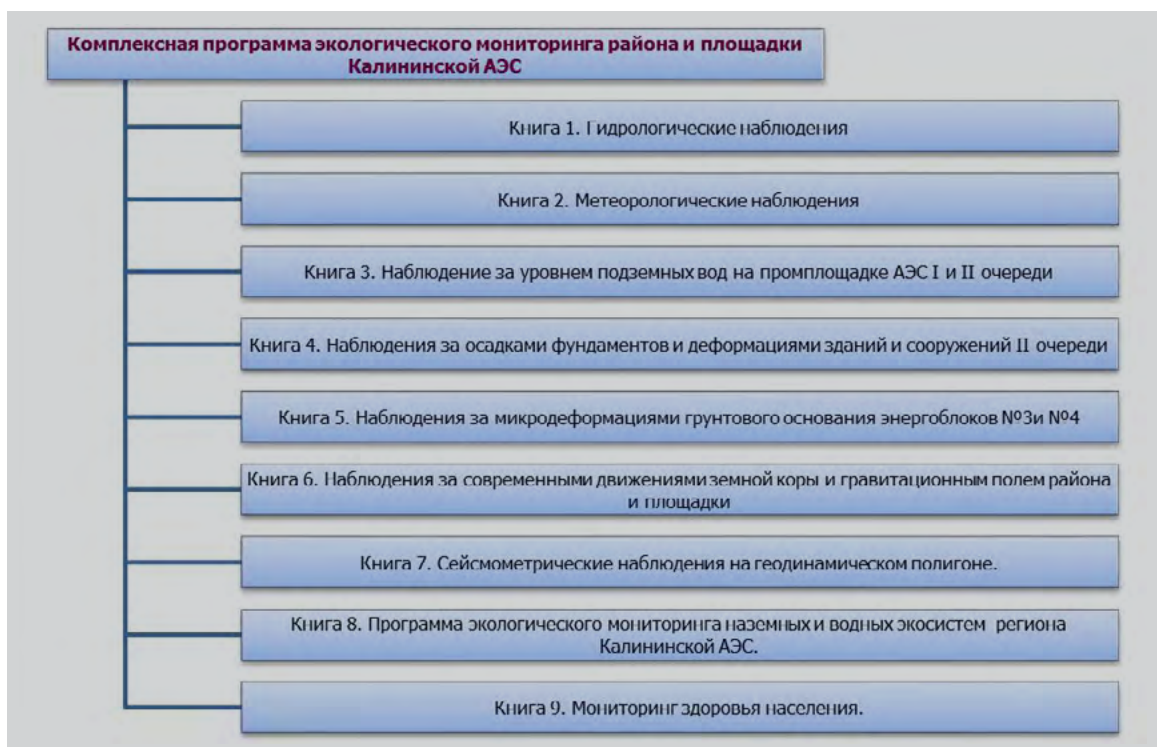 Комплексная программа экологического мониторинга района и площадки
Калининской АЭС
Книга 1. Гидрологические наблюдения
Книга 2. Метеорологические наблюдения
Книга 3. Наблюдение за уровнем подземных вод на промплощадке АЭС I и II очереди
Книга 4. Наблюдения за осадками фундаментов и деформациями зданий и сооружений II очереди
Книга 5. Наблюдения за микродеформациями грунтового основания энергоблоков №3и №4
Книга 6. Наблюдения за современными движениями земной коры и гравитационным полем района
и площадки
Книга 7. Сейсмометрические наблюдения на геодинамическом полигоне.
Книга 8. Программа экологического мониторинга наземных и водных экосистем региона
Калининской АЭС.
Книга 9. Мониторинг здоровья населения.